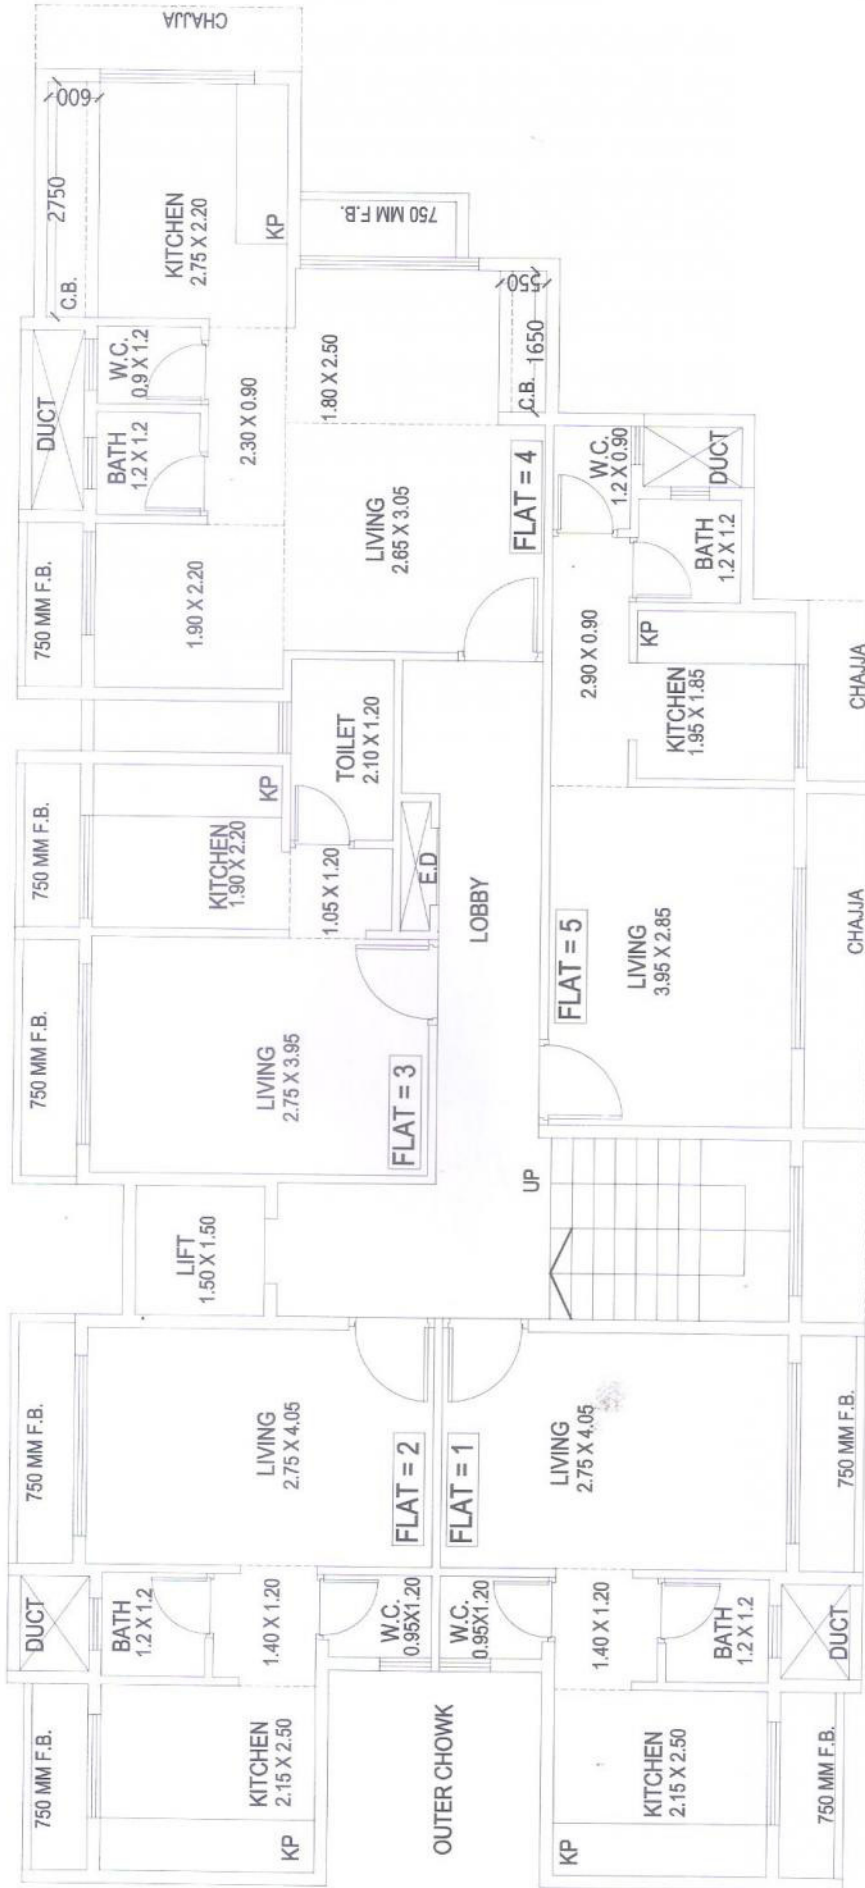 CHAJJA
600
2750
C.B.
KITCHEN
2.75 X 2.20
KP
750 MM F.B.
DUCT
W.C.
0.9 X 1.2
BATH
1.2 X 1.2
2.30 X 0.90
1.80 X 2.50
550
1650
C.B.
750 MM F.B.
1.90 X 2.20
LIVING
2.65 X 3.05
FLAT = 4
W.C.
1.2 X 0.90
DUCT
BATH
1.2 X 1.2
2.90 X 0.90
KP
KITCHEN
1.95 X 1.85
CHAJJA
TOILET
2.10 X 1.20
750 MM F.B.
KP
KITCHEN
1.90 X 2.20
1.05 X 1.20
E.D
LOBBY
FLAT = 5
LIVING
3.95 X 2.85
CHAJJA
750 MM F.B.
LIVING
2.75 X 3.95
FLAT = 3
UP
LIFT
1.50 X 1.50
750 MM F.B.
LIVING
2.75 X 4.05
FLAT = 2
FLAT = 1
LIVING
2.75 X 4.05
750 MM F.B.
DUCT
BATH
1.2 X 1.2
1.40 X 1.20
W.C.
0.95X1.20
W.C.
0.95X1.20
1.40 X 1.20
BATH
1.2 X 1.2
DUCT
750 MM F.B.
KITCHEN
2.15 X 2.50
KP
OUTER CHOWK
KITCHEN
2.15 X 2.50
KP
750 MM F.B.